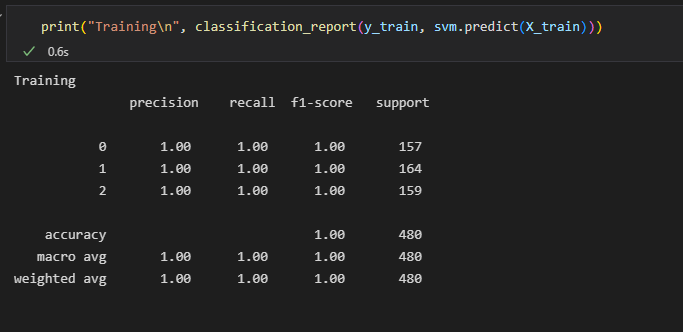 print("Training\n", classification_report(y_train, svm.predict(X_train)))
0.6s
Training
precision recall f1-score support
0 1.00 1.00 1.00 157
1 1.00 1.00 1.00 164
2 1.00 1.00 1.00 159
accuracy 1.00 480
macro avg 1.00 1.00 1.00 480
weighted avg 1.00 1.00 1.00 480